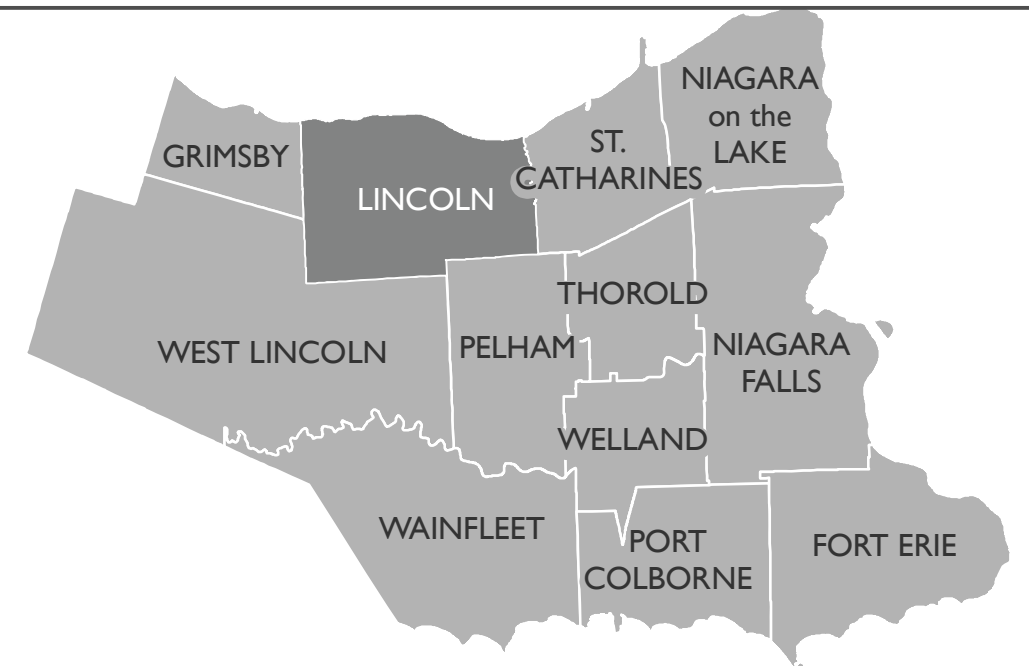 NIAGARA
on the
LAKE
ST.
CATHARINES
GRIMSBY
LINCOLN
THOROLD
WEST LINCOLN
PELHAM
NIAGARA
FALLS
WELLAND
WAINFLEET
PORT
COLBORNE
FORT ERIE